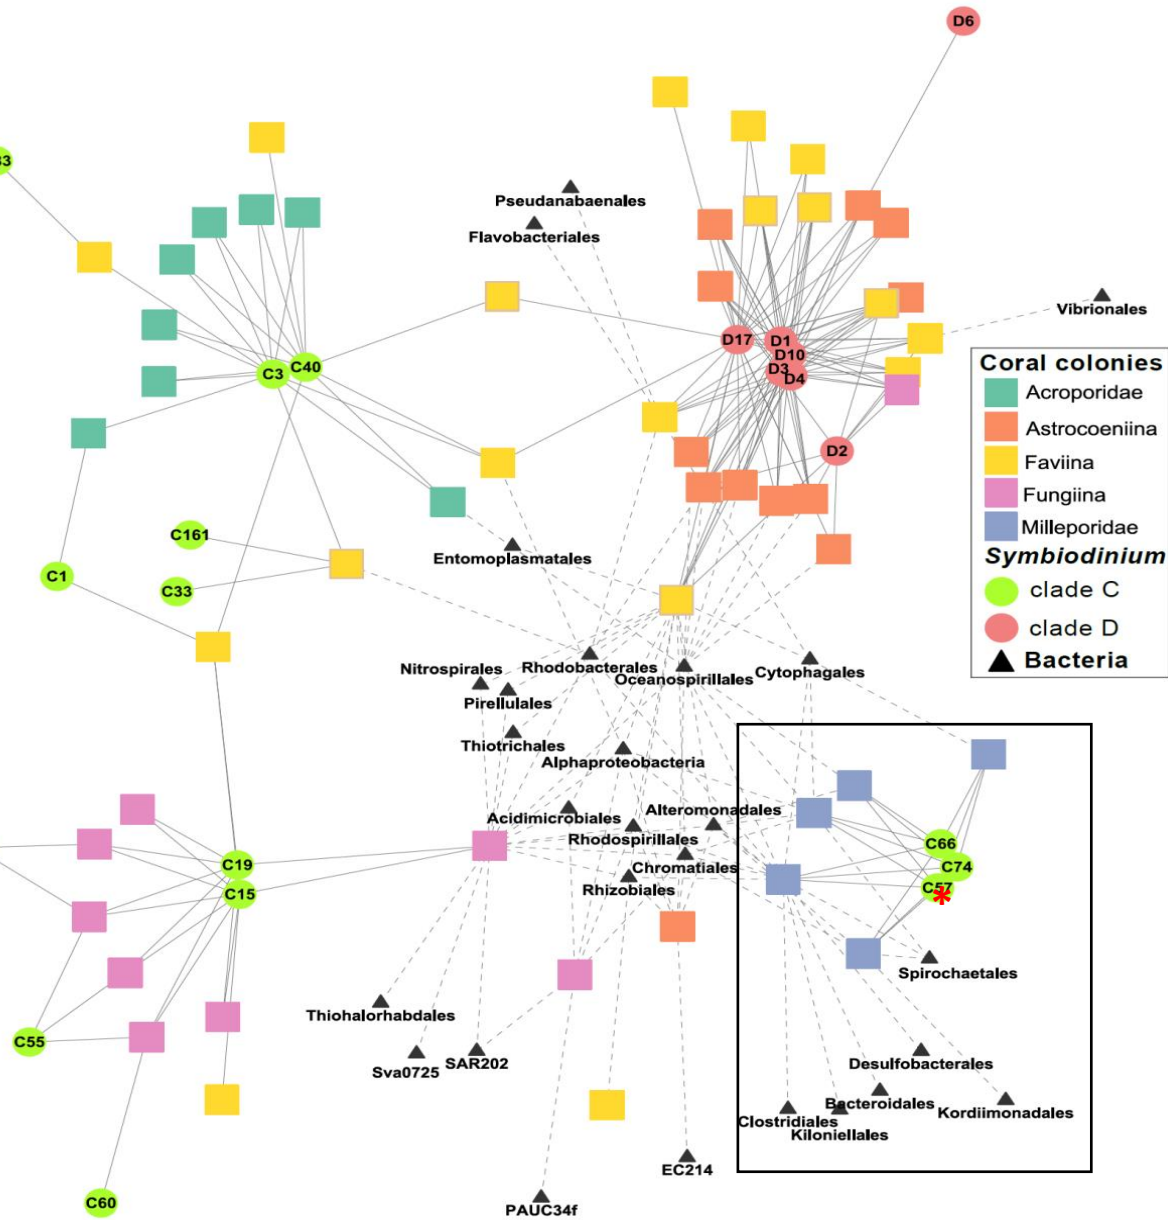 D6
33
Pseudanabaenales
Flavobacteriales
Vibrionales
D17
D1
D10
D3
D4
C3
C40
D2
Coral colonies
Acroporidae
Astrocoeniina
Faviina
Fungiina
Milleporidae
Symbiodinium
clade C
clade D
Bacteria
C161
C1
C33
Entomoplasmatales
Nitrospirales
Rhodobacterales
Oceanospirillales
Cytophagales
Pirellulales
Thiotrichales
Alphaproteobacteria
Acidimicrobiales
Alteromonadales
Rhodospirillales
Chromatiales
Rhizobiales
C66
C74
C57
*
C19
C15
Spirochaetales
Thiohalorhabdales
C55
Sva0725
SAR202
Desulfobacterales
Bacteroidales
Kordiimonadales
Clostridiales
Kiloniellales
EC214
C60
PAUC34f